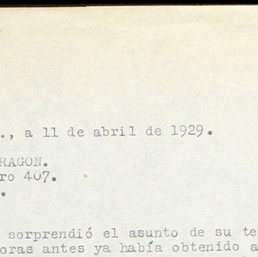 ., a 11 de abril de 1929.
RAGON.
ro 407.
.
sorprendió el asunto de su te
oras antes ya había obtenido a